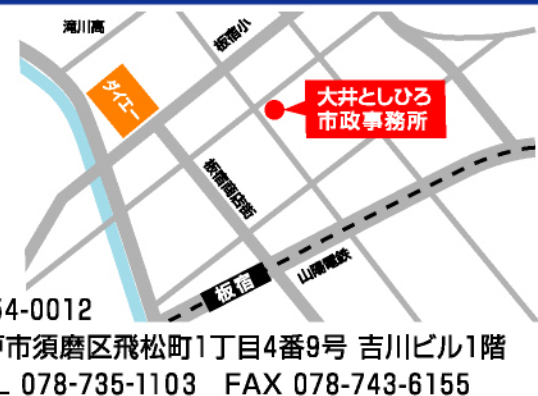 滝川高
板宿小
ダイエー
大井としひろ
市政事務所
板宿商店街
山陽電鉄
板宿
54-0012
戸市須磨区飛松町1丁目4番9号 吉川ビル1階
L 078-735-1103 FAX 078-743-6155